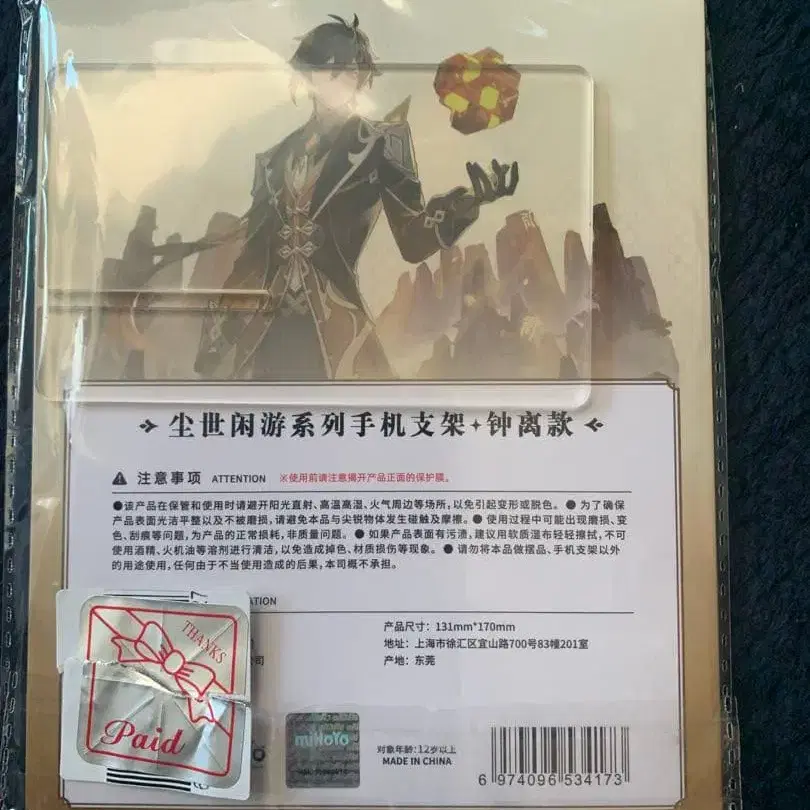 尘世闲游系列手机支架✦钟离款
注意事项 ATTENTION ※使用前请注意揭开产品正面的保护膜。
●该产品在保管和使用时请避开阳光直射、高温高湿、火气周边等场所，以免引起变形或脱色。● 为了确保
产品表面光洁平整以及不被磨损，请避免本品与尖锐物体发生碰触及摩擦。● 使用过程中可能出现磨损、变
色、刮痕等问题，为产品的正常损耗，非质量问题。● 如果产品表面有污渍，建议用软质湿布轻轻擦拭，不可
使用酒精、火机油等溶剂进行清洁，以免造成掉色、材质损伤等现象。● 请勿将本品做摆品、手机支架以外
的用途使用，任何由于不当使用造成的后果，本司概不承担。
ATION
产品尺寸：131mm*170mm
地址：上海市徐汇区宜山路700号83幢201室
公司
产地：东莞
THANKS
Paid
miHoYo
对象年龄：12岁以上
MADE IN CHINA
6 974096 534173